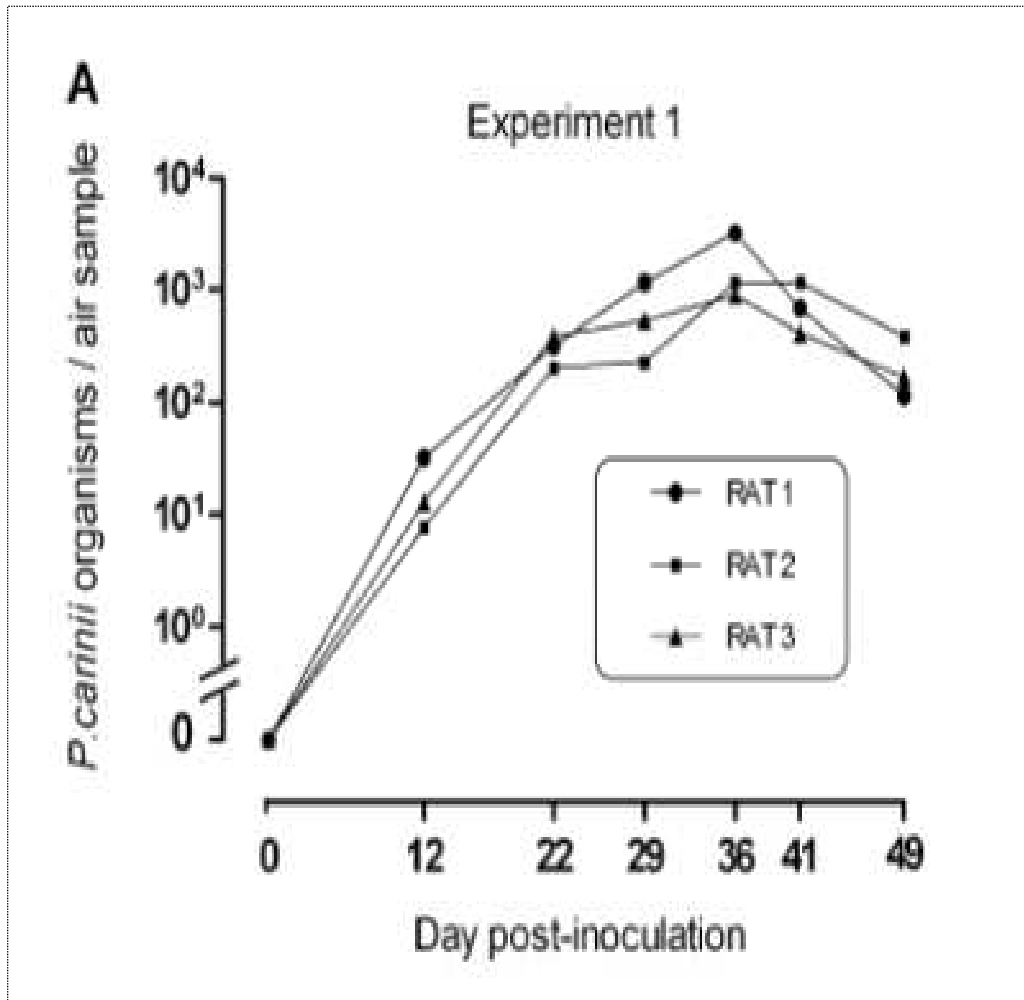 A
Experiment 1
P.carinii organisms / air sample
10⁴
10³
10²
10¹
10⁰
0
RAT 1
RAT 2
RAT 3
0 12 22 29 36 41 49
Day post-inoculation